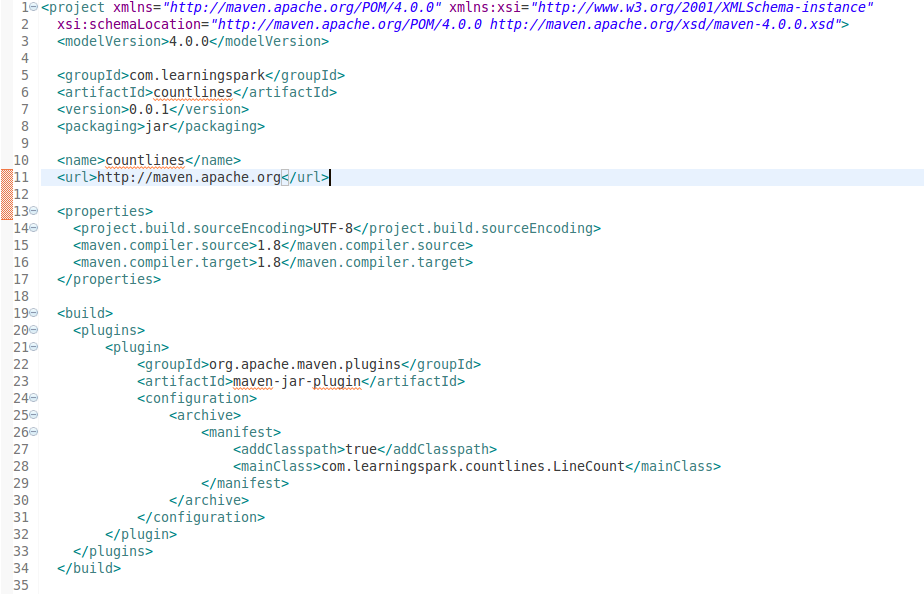 1 <project xmlns="http://maven.apache.org/POM/4.0.0" xmlns:xsi="http://www.w3.org/2001/XMLSchema-instance"
2   xsi:schemaLocation="http://maven.apache.org/POM/4.0.0 http://maven.apache.org/xsd/maven-4.0.0.xsd">
3   <modelVersion>4.0.0</modelVersion>
4
5   <groupId>com.learningspark</groupId>
6   <artifactId>countlines</artifactId>
7   <version>0.0.1</version>
8   <packaging>jar</packaging>
9
10   <name>countlines</name>
11   <url>http://maven.apache.org</url>
12
13   <properties>
14     <project.build.sourceEncoding>UTF-8</project.build.sourceEncoding>
15     <maven.compiler.source>1.8</maven.compiler.source>
16     <maven.compiler.target>1.8</maven.compiler.target>
17   </properties>
18
19   <build>
20     <plugins>
21         <plugin>
22             <groupId>org.apache.maven.plugins</groupId>
23             <artifactId>maven-jar-plugin</artifactId>
24             <configuration>
25                 <archive>
26                     <manifest>
27                         <addClasspath>true</addClasspath>
28                         <mainClass>com.learningspark.countlines.LineCount</mainClass>
29                     </manifest>
30                 </archive>
31             </configuration>
32         </plugin>
33     </plugins>
34   </build>
35